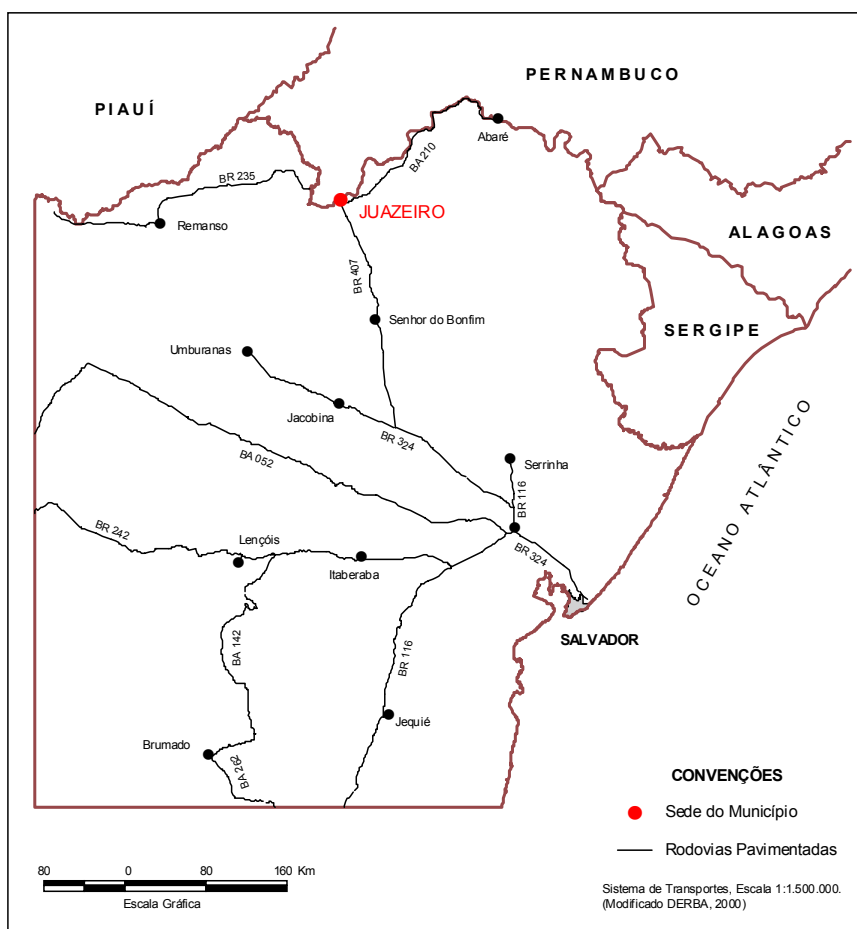 PERNAMBUCO
PIAUÍ
Abaré
BA 210
BR 235
JUAZEIRO
Remanso
ALAGOAS
BR 407
Senhor do Bonfim
SERGIPE
Umburanas
Jacobina
BR 324
OCEANO ATLÂNTICO
BA 052
Serrinha
BR 116
BR 242
Lençóis
Itaberaba
BR 324
SALVADOR
BA 142
BR 116
Jequié
Brumado
BA 262
CONVENÇÕES
Sede do Município
Rodovias Pavimentadas
80 0 80 160 Km
Escala Gráfica
Sistema de Transportes, Escala 1:1.500.000.
(Modificado DERBA, 2000)